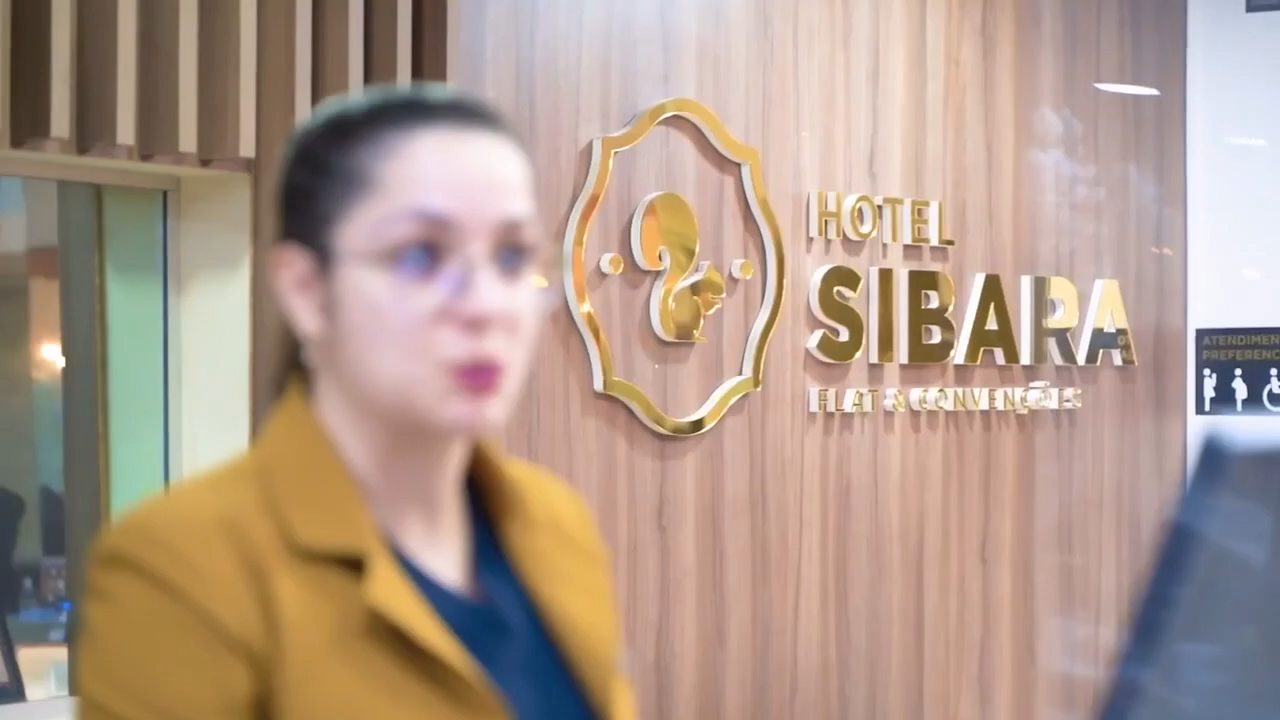 HOTEL
SIBARA
FLAT & CONVENÇÕES
ATENDIMEN
PREFERENC